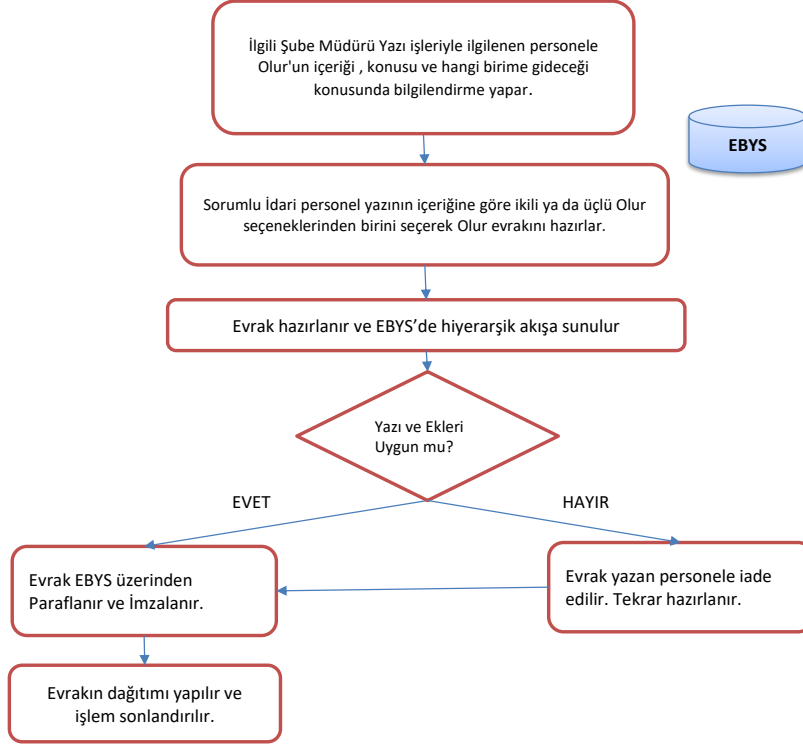 İlgili Şube Müdürü Yazı işleriyle ilgilenen personele
Olur'un içeriği , konusu ve hangi birime gideceği
konusunda bilgilendirme yapar.
EBYS
Sorumlu İdari personel yazının içeriğine göre ikili ya da üçlü Olur
seçeneklerinden birini seçerek Olur evrakını hazırlar.
Evrak hazırlanır ve EBYS’de hiyerarşik akışa sunulur
Yazı ve Ekleri
Uygun mu?
EVET
HAYIR
Evrak EBYS üzerinden
Paraflanır ve İmzalanır.
Evrak yazan personele iade
edilir. Tekrar hazırlanır.
Evrakın dağıtımı yapılır ve
işlem sonlandırılır.